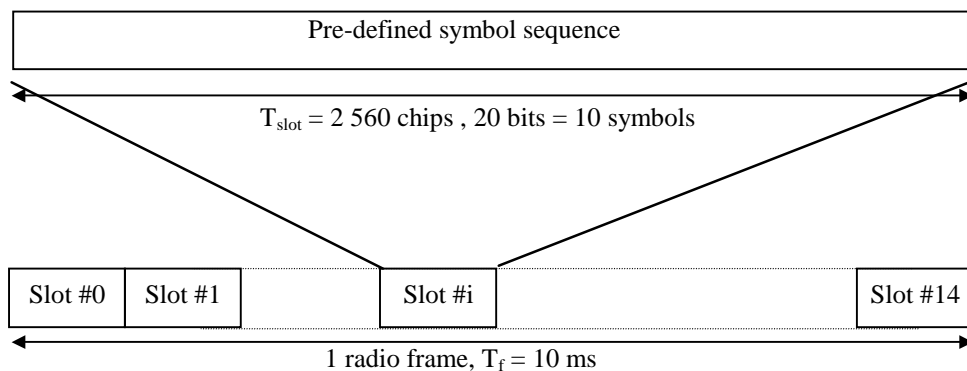 Pre-defined symbol sequence
T_slot = 2 560 chips , 20 bits = 10 symbols
Slot #0 Slot #1 Slot #i Slot #14
1 radio frame, T_f = 10 ms